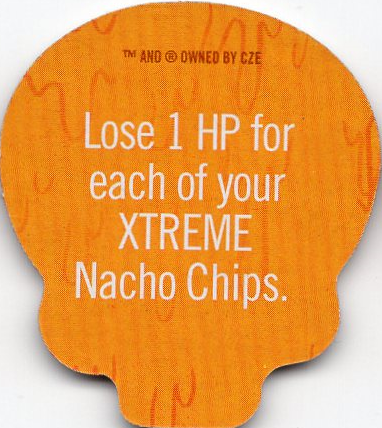 ™ AND ® OWNED BY CZE
Lose 1 HP for
each of your
XTREME
Nacho Chips.